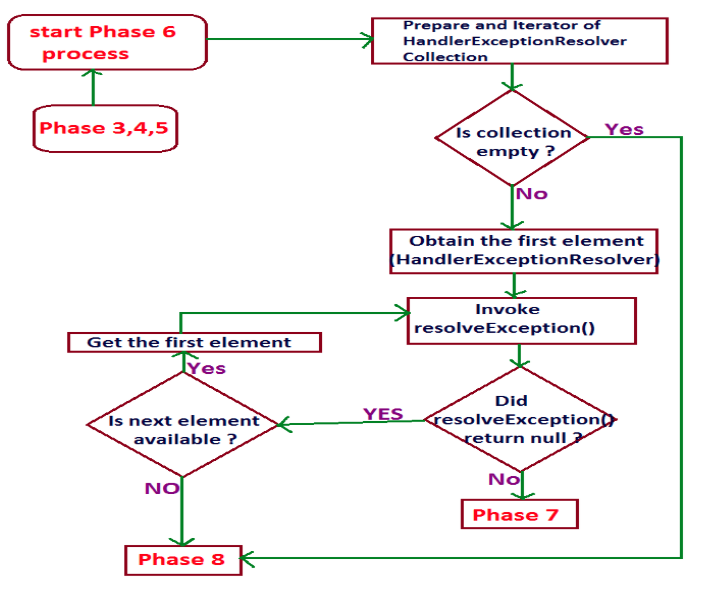 start Phase 6
process
Prepare and Iterator of
HandlerExceptionResolver
Collection
Phase 3,4,5
Is collection
empty ?
Yes
No
Obtain the first element
(HandlerExceptionResolver)
Invoke
resolveException()
Get the first element
Yes
Did
resolveException()
return null ?
YES
Is next element
available ?
No
NO
Phase 7
Phase 8